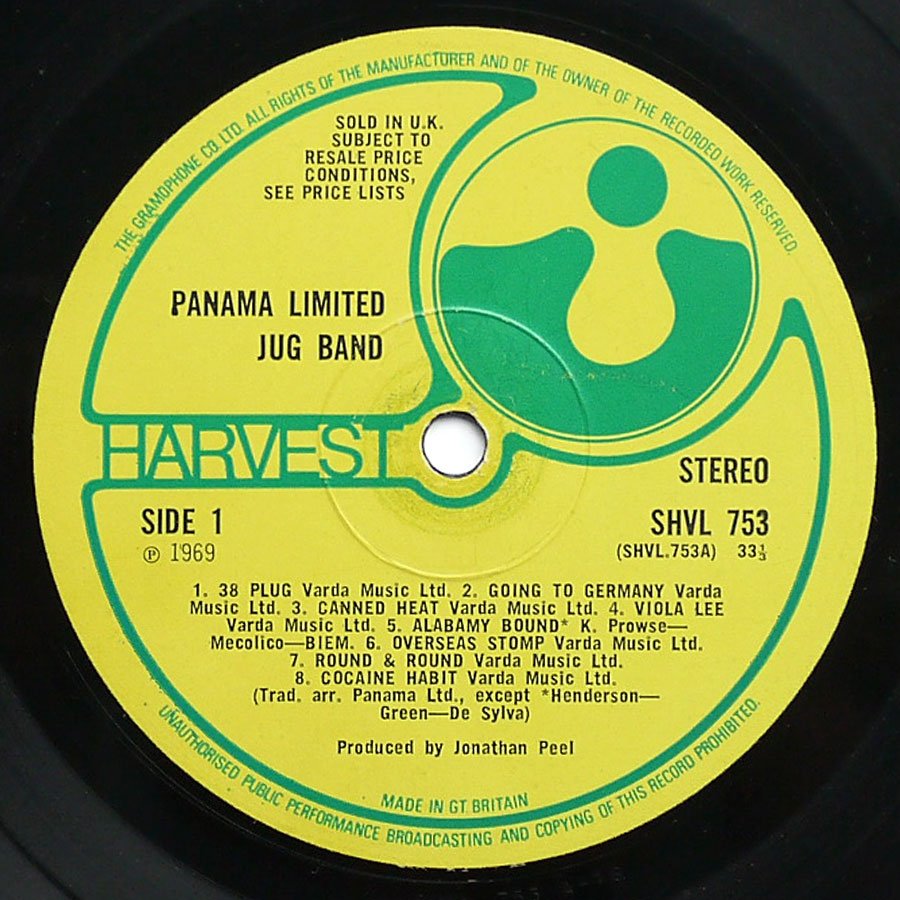 THE GRAMOPHONE CO. LTD. ALL RIGHTS OF THE MANUFACTURER AND OF THE OWNER OF THE RECORDED WORK RESERVED.
SOLD IN U.K.
SUBJECT TO
RESALE PRICE
CONDITIONS,
SEE PRICE LISTS
PANAMA LIMITED
JUG BAND
HARVEST
STEREO
SIDE 1
SHVL 753
℗ 1969
(SHVL.753A) 33⅓
1. 38 PLUG Varda Music Ltd. 2. GOING TO GERMANY Varda
Music Ltd. 3. CANNED HEAT Varda Music Ltd. 4. VIOLA LEE
Varda Music Ltd. 5. ALABAMY BOUND* K. Prowse—
Mecolico—BIEM. 6. OVERSEAS STOMP Varda Music Ltd.
7. ROUND & ROUND Varda Music Ltd.
8. COCAINE HABIT Varda Music Ltd.
(Trad. arr. Panama Ltd., except *Henderson—
Green—De Sylva)
Produced by Jonathan Peel
MADE IN GT. BRITAIN
UNAUTHORISED PUBLIC PERFORMANCE BROADCASTING AND COPYING OF THIS RECORD PROHIBITED.